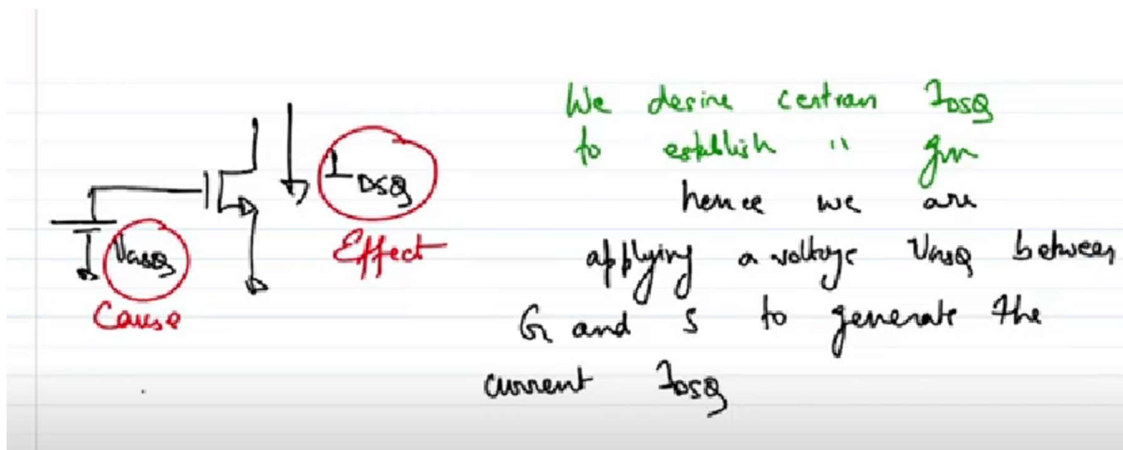 We desire certain IDSQ
to establish " gm
hence we are
applying a voltage VGSQ between
G and S to generate the
current IDSQ
IDSQ
Effect
VGSQ
Cause